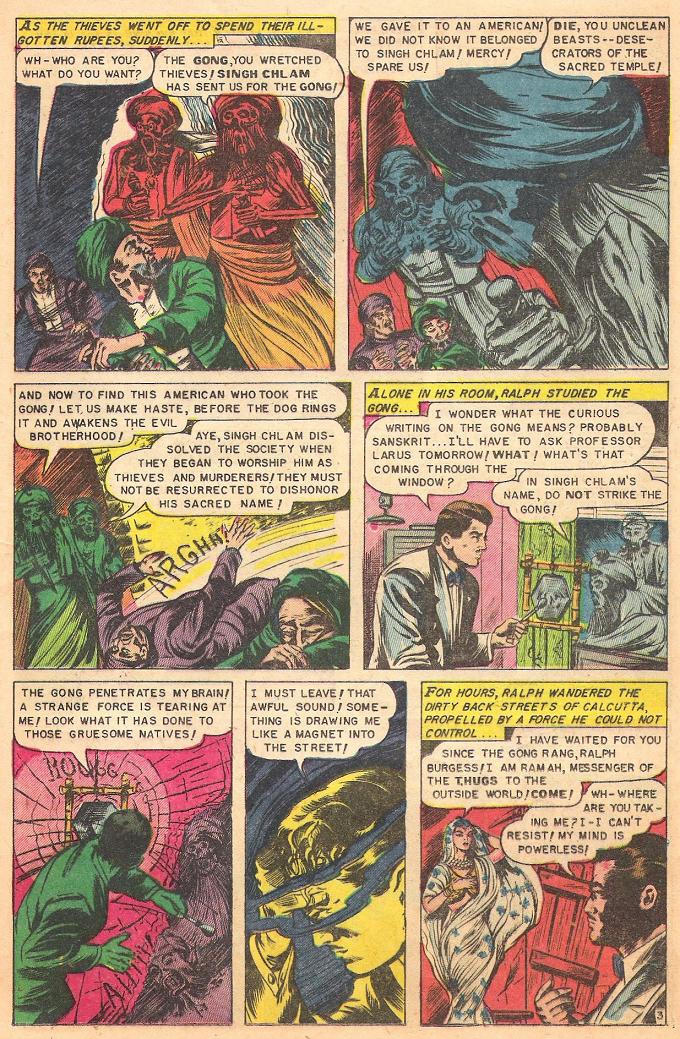 AS THE THIEVES WENT OFF TO SPEND THEIR ILL-
GOTTEN RUPEES, SUDDENLY...
WH-WHO ARE YOU?
WHAT DO YOU WANT?
THE GONG, YOU WRETCHED
THIEVES! SINGH CHLAM
HAS SENT US FOR THE GONG!
WE GAVE IT TO AN AMERICAN!
WE DID NOT KNOW IT BELONGED
TO SINGH CHLAM! MERCY!
SPARE US!
DIE, YOU UNCLEAN
BEASTS--DESE-
CRATORS OF THE
SACRED TEMPLE!
AND NOW TO FIND THIS AMERICAN WHO TOOK THE
GONG! LET US MAKE HASTE, BEFORE THE DOG RINGS
IT AND AWAKENS THE EVIL
BROTHERHOOD!
AYE, SINGH CHLAM DIS-
SOLVED THE SOCIETY WHEN
THEY BEGAN TO WORSHIP HIM AS
THIEVES AND MURDERERS! THEY MUST
NOT BE RESURRECTED TO DISHONOR
HIS SACRED NAME!
ARGHH
ALONE IN HIS ROOM, RALPH STUDIED THE
GONG...
I WONDER WHAT THE CURIOUS
WRITING ON THE GONG MEANS? PROBABLY
SANSKRIT...I'LL HAVE TO ASK PROFESSOR
LARUS TOMORROW! WHAT! WHAT'S THAT
COMING THROUGH THE
WINDOW?
IN SINGH CHLAM'S
NAME, DO NOT STRIKE THE
GONG!
THE GONG PENETRATES MY BRAIN!
A STRANGE FORCE IS TEARING AT
ME! LOOK WHAT IT HAS DONE TO
THOSE GRUESOME NATIVES!
I MUST LEAVE! THAT
AWFUL SOUND! SOME-
THING IS DRAWING ME
LIKE A MAGNET INTO
THE STREET!
FOR HOURS, RALPH WANDERED THE
DIRTY BACK STREETS OF CALCUTTA,
PROPELLED BY A FORCE HE COULD NOT
CONTROL....
I HAVE WAITED FOR YOU
SINCE THE GONG RANG, RALPH
BURGESS! I AM RAMAH, MESSENGER OF
THE THUGS TO THE
OUTSIDE WORLD! COME!
WH-WHERE
ARE YOU TAK-
ING ME? I-I CAN'T
RESIST! MY MIND IS
POWERLESS!
3